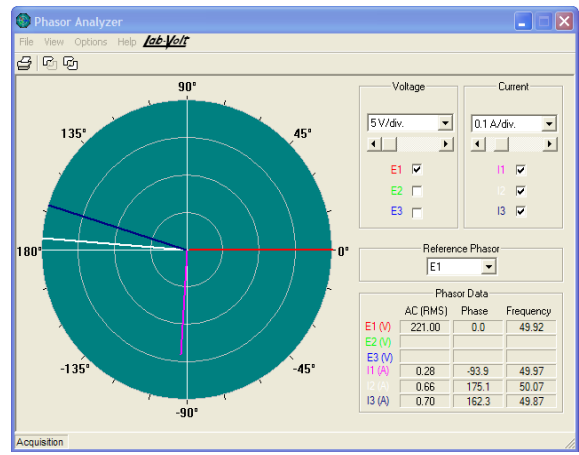 Phasor Analyzer
File View Options Help Lab-Volt
90°
135° 45°
180° 0°
-135° -45°
-90°
Voltage
5 V/div.
E1
E2
E3
Current
0.1 A/div.
I1
I2
I3
Reference Phasor
E1
Phasor Data
AC (RMS) Phase Frequency
E1 (V) 221.00 0.0 49.92
E2 (V)
E3 (V)
I1 (A) 0.28 -93.9 49.97
I2 (A) 0.66 175.1 50.07
I3 (A) 0.70 162.3 49.87
Acquisition